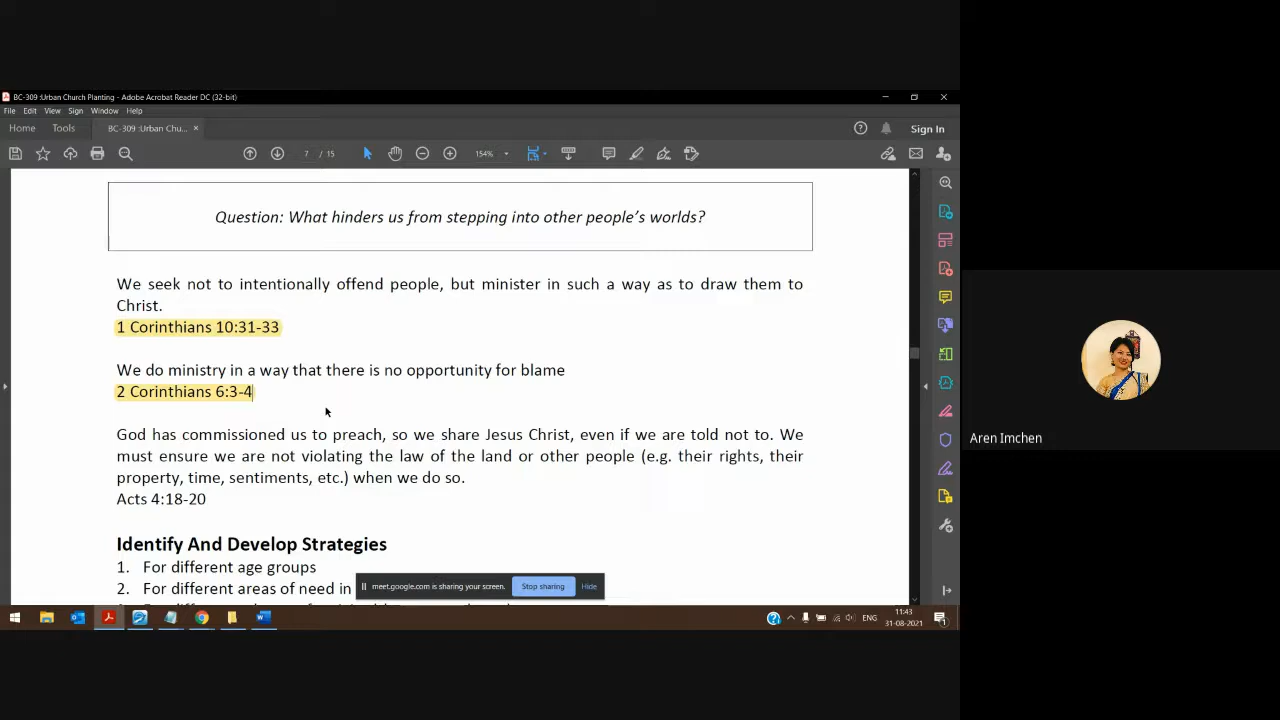 BC-309 :Urban Church Planting - Adobe Acrobat Reader DC (32-bit)
File Edit View Sign Window Help
Home Tools BC-309 :Urban Chu... × Sign In
7 / 15 154%
Question: What hinders us from stepping into other people’s worlds?
We seek not to intentionally offend people, but minister in such a way as to draw them to
Christ.
1 Corinthians 10:31-33
We do ministry in a way that there is no opportunity for blame
2 Corinthians 6:3-4
God has commissioned us to preach, so we share Jesus Christ, even if we are told not to. We
must ensure we are not violating the law of the land or other people (e.g. their rights, their
property, time, sentiments, etc.) when we do so.
Acts 4:18-20
Identify And Develop Strategies
1. For different age groups
2. For different areas of need in
meet.google.com is sharing your screen. Stop sharing Hide
ENG
11:43
31-08-2021
Aren Imchen